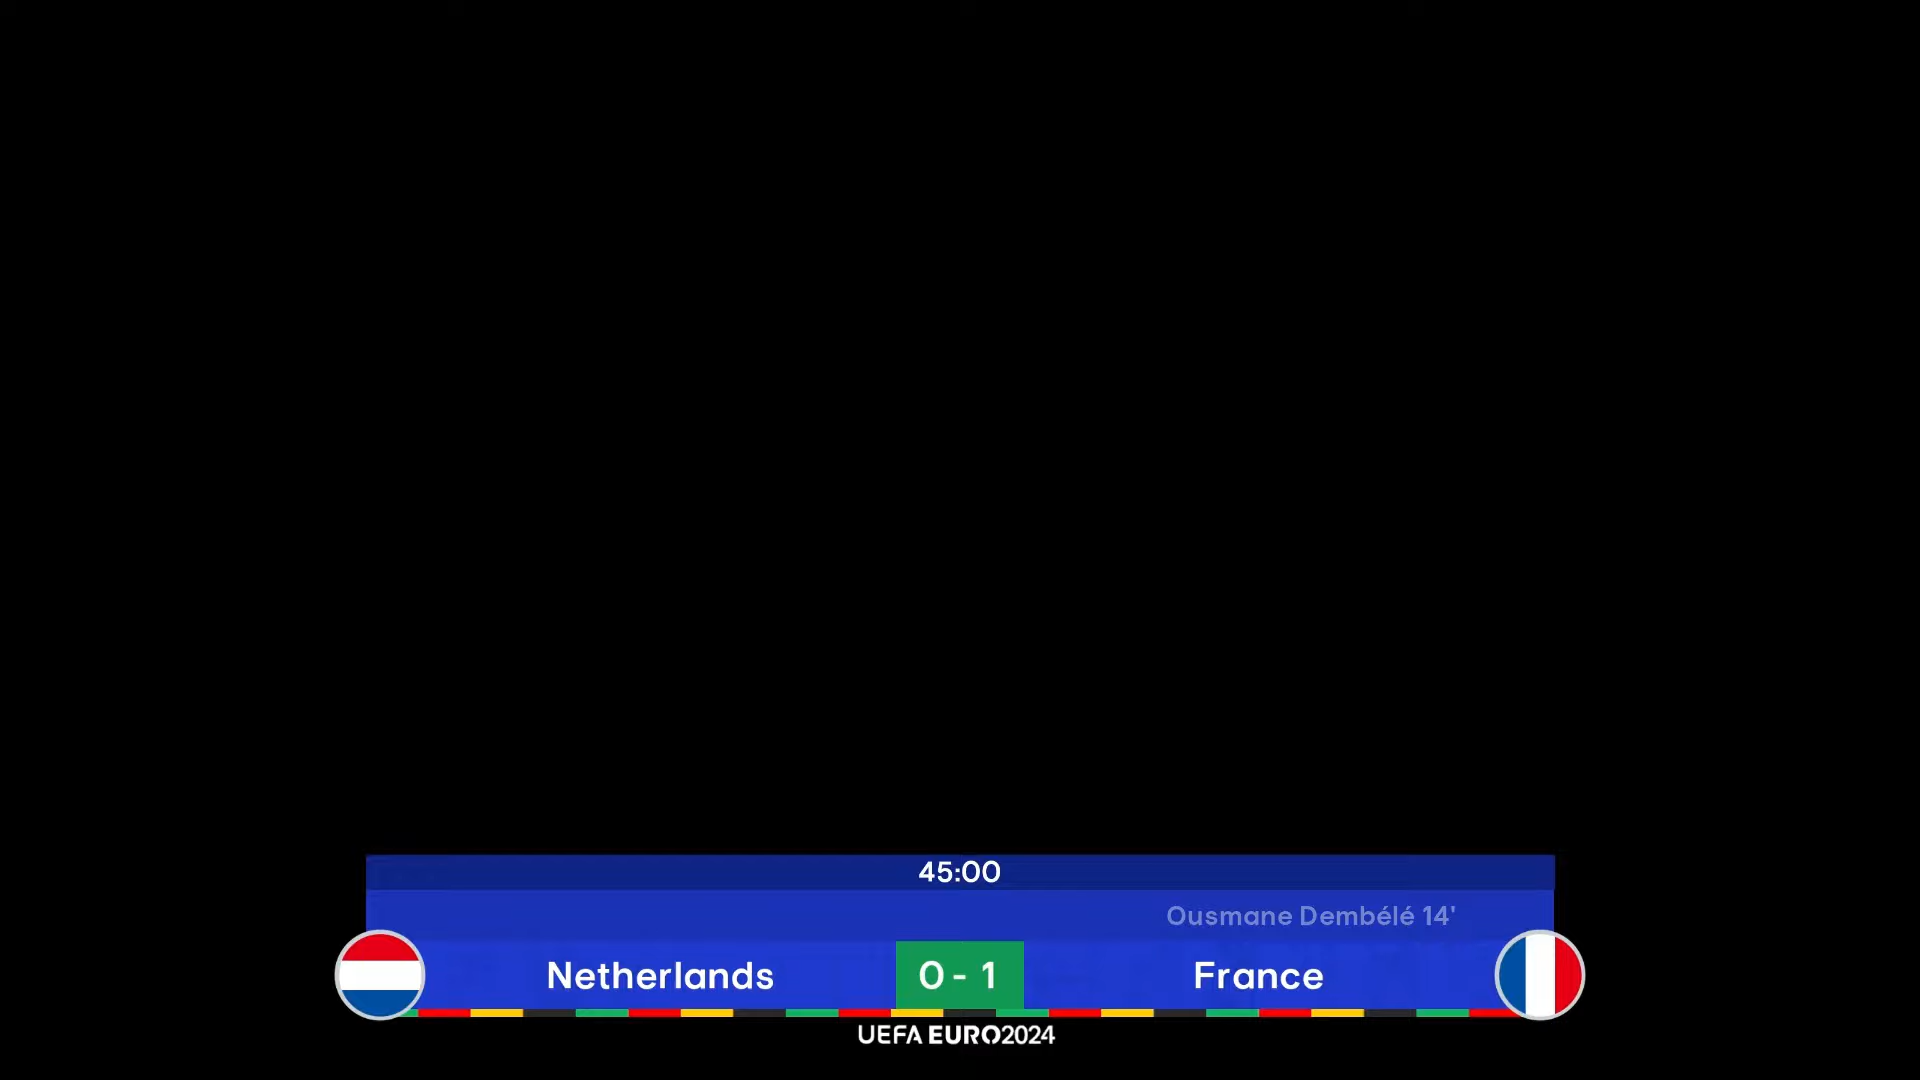 45:00
Ousmane Dembélé 14'
Netherlands 0 - 1 France
UEFA EURO2024